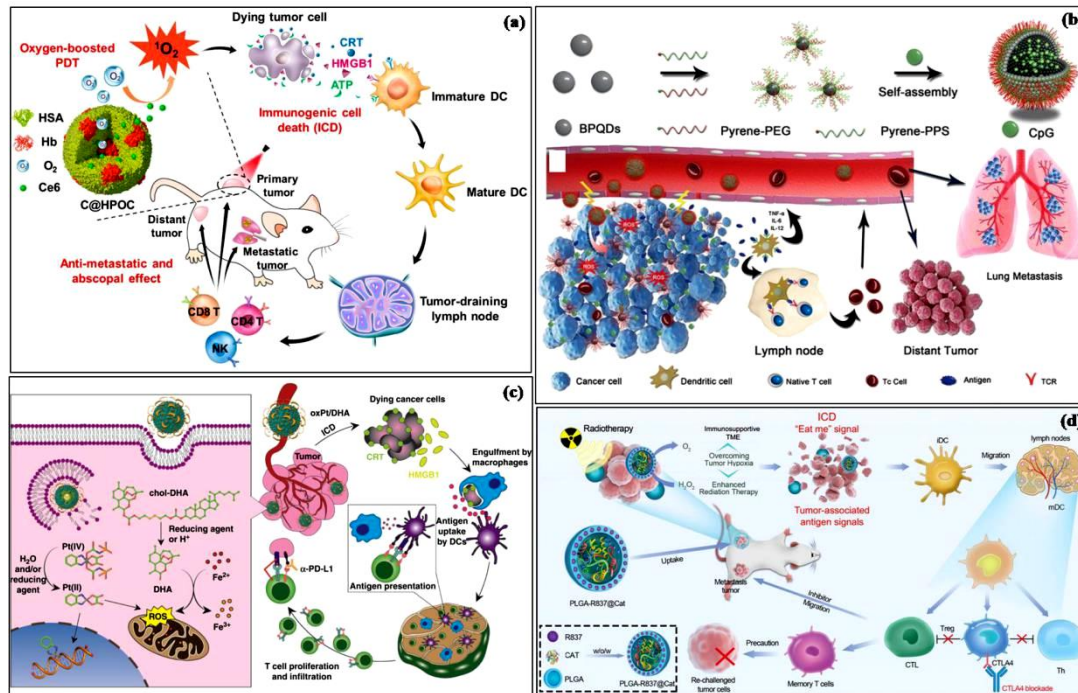 (a)
Dying tumor cell
Oxygen-boosted
PDT
¹O₂
CRT
HMGB1
ATP
Immature DC
O₂
O₂
O₂
HSA
Hb
O₂
Ce6
C@HPOC
Immunogenic cell
death (ICD)
Primary
tumor
Mature DC
Distant
tumor
Metastatic
tumor
Anti-metastatic and
abscopal effect
Tumor-draining
lymph node
CD8 T
CD4 T
NK
(b)
Self-assembly
BPQDs
Pyrene-PEG
Pyrene-PPS
CpG
TNF-α
IL-6
IL-12
ROS
ROS
ROS
Lung Metastasis
Lymph node
Distant Tumor
Cancer cell
Dendritic cell
Native T cell
Tc Cell
Antigen
TCR
(c)
oxPt/DHA
ICD
Dying cancer cells
Tumor
CRT
HMGB1
Engulfment by
macrophages
chol-DHA
Reducing agent
or H⁺
Antigen
uptake
by DCs
Pt(IV)
H₂O
and/or
reducing
agent
Pt(II)
DHA
Fe²⁺
Fe³⁺
ROS
α-PD-L1
Antigen presentation
T cell proliferation
and infiltration
(d)
Radiotherapy
O₂
H₂O₂
Immunosupportive
TME
Overcoming
Tumor Hypoxia
Enhanced
Radiation Therapy
ICD
"Eat me" signal
Tumor-associated
antigen signals
iDC
Migration
lymph nodes
mDC
Uptake
PLGA-R837@Cat
Metastasis
tumor
Inhibitor
Migration
R837
CAT
PLGA
w/o/w
PLGA-R837@Cat
Precaution
Re-challenged
tumor cells
Memory T cells
CTL
Treg
CTLA4
Th
CTLA4 blockade